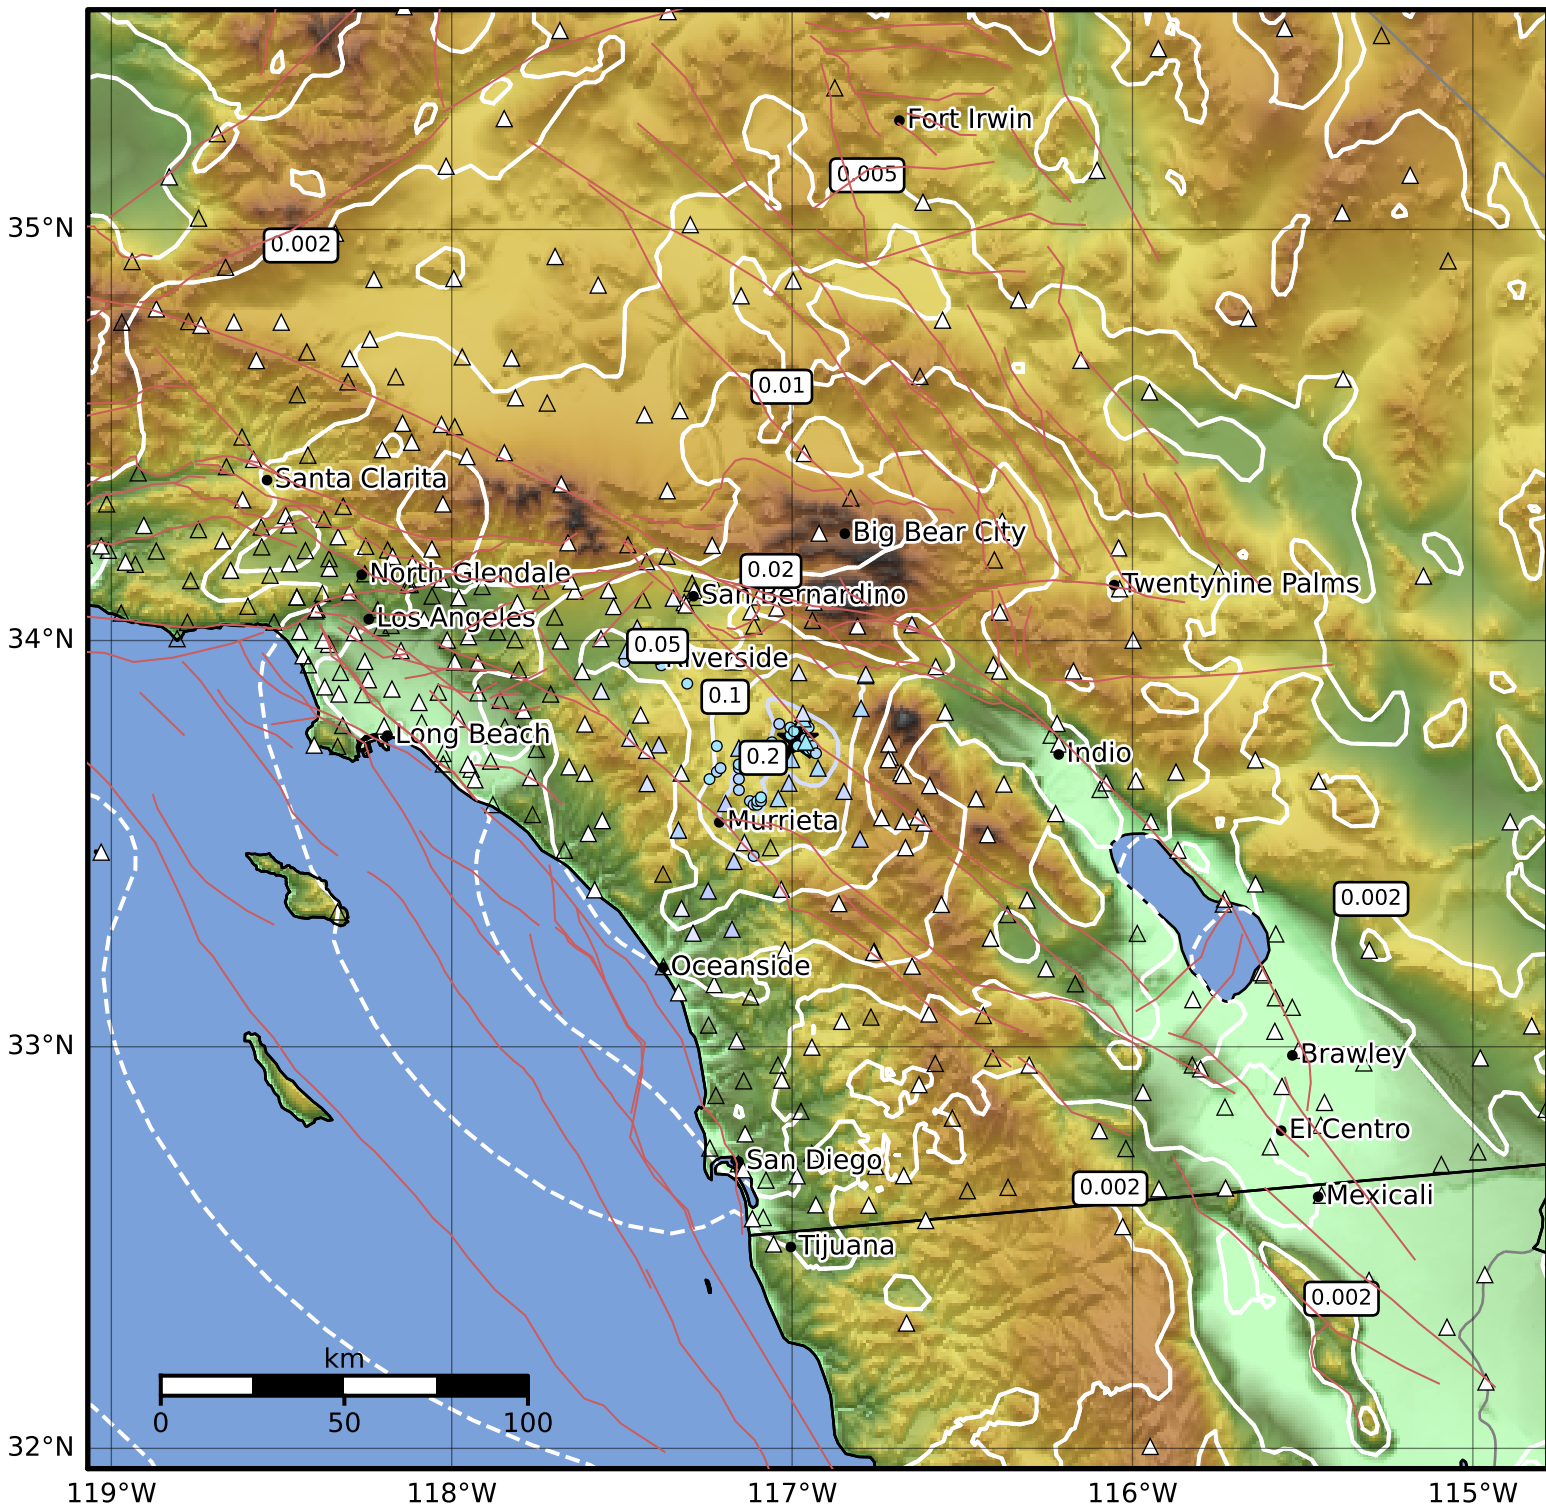 Fort Irwin
0.005
35°N
0.002
0.01
Santa Clarita
Big Bear City
North Glendale
0.02
Twentynine Palms
San Bernardino
Los Angeles
34°N
0.05
Riverside
0.1
Long Beach
0.2
Indio
Murrieta
0.002
Oceanside
33°N
Brawley
El Centro
San Diego
0.002
Mexicali
Tijuana
0.002
km
0 50 100
32°N
119°W 118°W 117°W 116°W 115°W